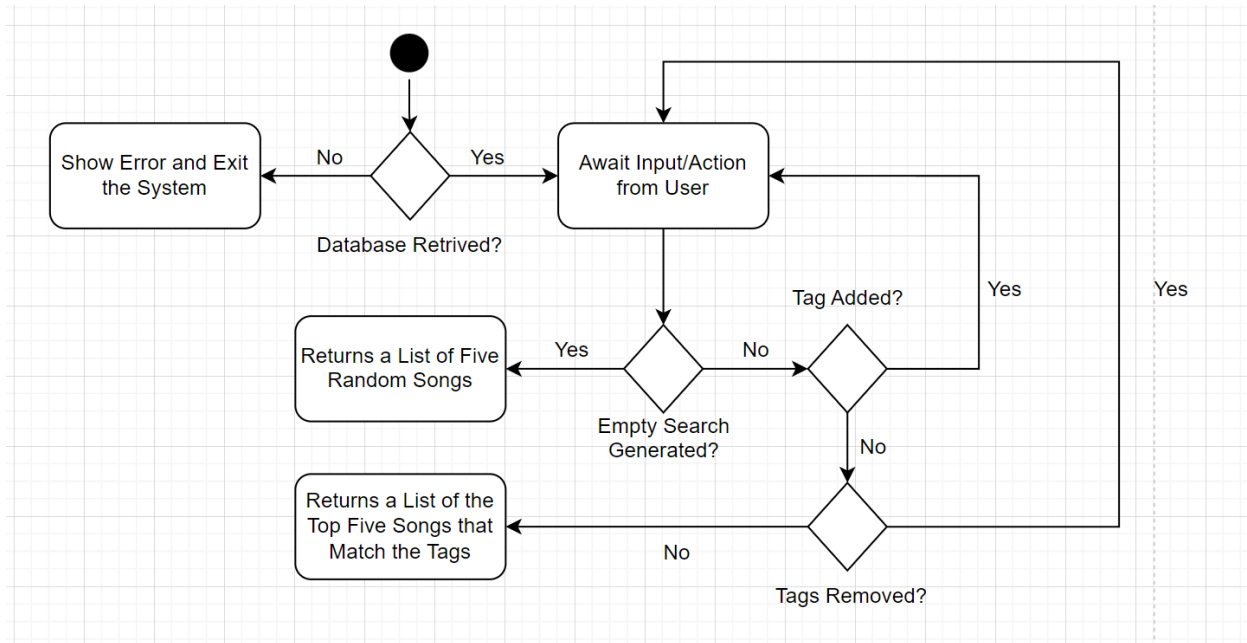 Show Error and Exit
the System
No
Yes
Database Retrived?
Await Input/Action
from User
Tag Added?
Yes
Yes
Returns a List of Five
Random Songs
Yes
No
Empty Search
Generated?
No
Returns a List of the
Top Five Songs that
Match the Tags
No
Tags Removed?